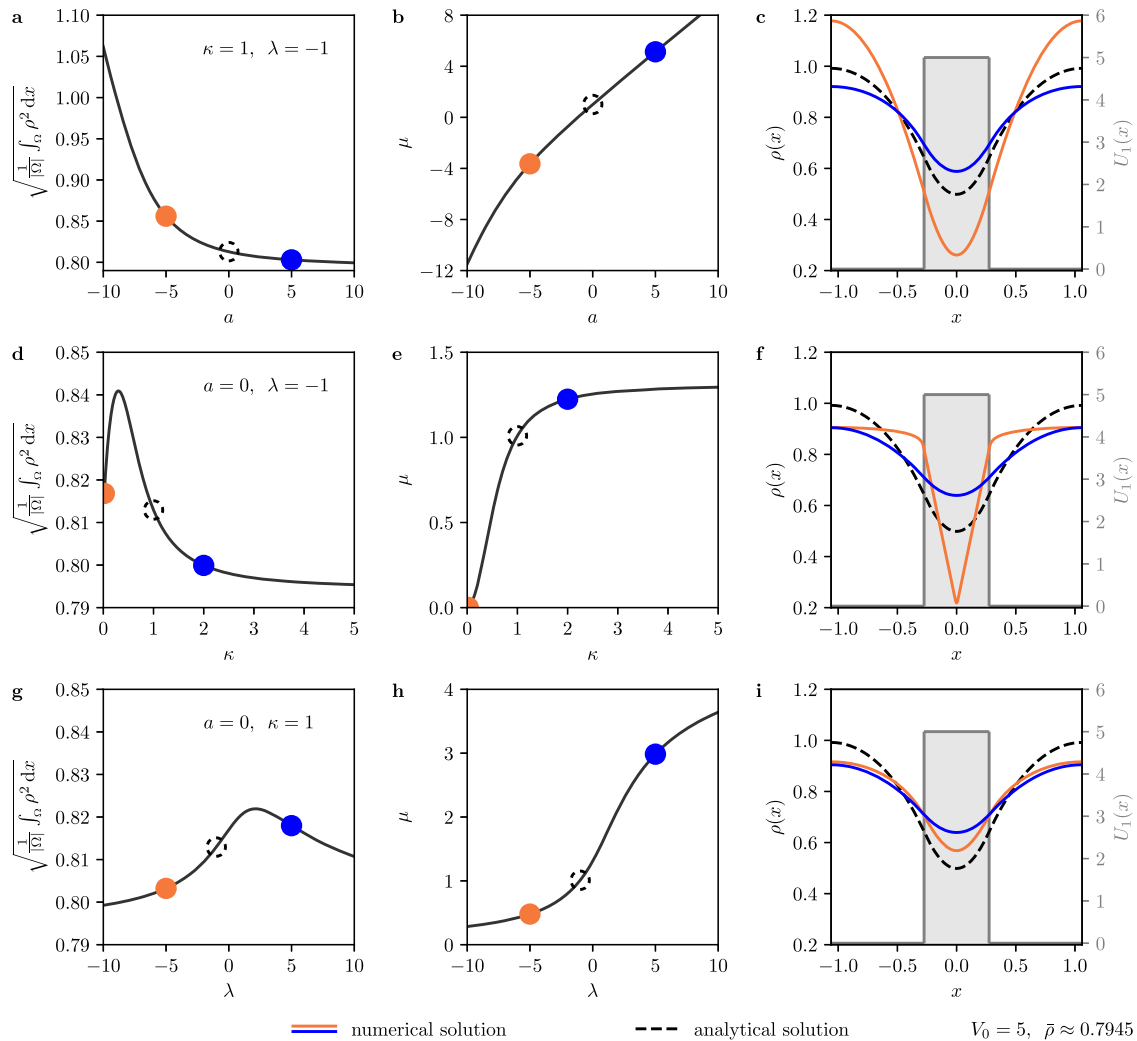 a
1.10
1.05
1.00
0.95
0.90
0.85
0.80
κ = 1, λ = −1
√(1/|Ω| ∫_Ω ρ² dx)
−10 −5 0 5 10
a
b
8
4
0
−4
−8
−12
μ
−10 −5 0 5 10
a
c
1.2
1.0
0.8
0.6
0.4
0.2
ρ(x)
6
5
4
3
2
1
0
U₁(x)
−1.0 −0.5 0.0 0.5 1.0
x
d
0.85
0.84
0.83
0.82
0.81
0.80
0.79
a = 0, λ = −1
√(1/|Ω| ∫_Ω ρ² dx)
0 1 2 3 4 5
κ
e
1.5
1.0
0.5
0.0
μ
0 1 2 3 4 5
κ
f
1.2
1.0
0.8
0.6
0.4
0.2
ρ(x)
6
5
4
3
2
1
0
U₁(x)
−1.0 −0.5 0.0 0.5 1.0
x
g
0.85
0.84
0.83
0.82
0.81
0.80
0.79
a = 0, κ = 1
√(1/|Ω| ∫_Ω ρ² dx)
−10 −5 0 5 10
λ
h
4
3
2
1
0
μ
−10 −5 0 5 10
λ
i
1.2
1.0
0.8
0.6
0.4
0.2
ρ(x)
6
5
4
3
2
1
0
U₁(x)
−1.0 −0.5 0.0 0.5 1.0
x
numerical solution
analytical solution
V₀ = 5, ρ̄ ≈ 0.7945